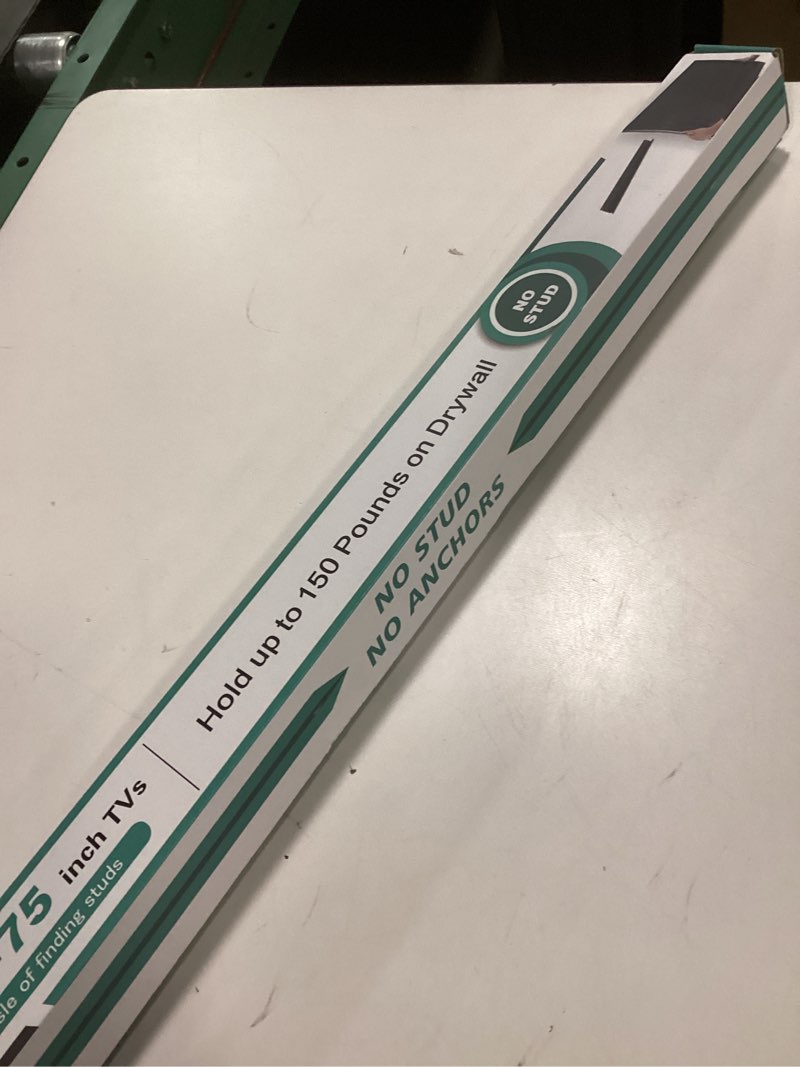 NO
STUD
Hold up to 150 Pounds on Drywall
NO STUD
NO ANCHORS
75 inch TVs
of finding studs